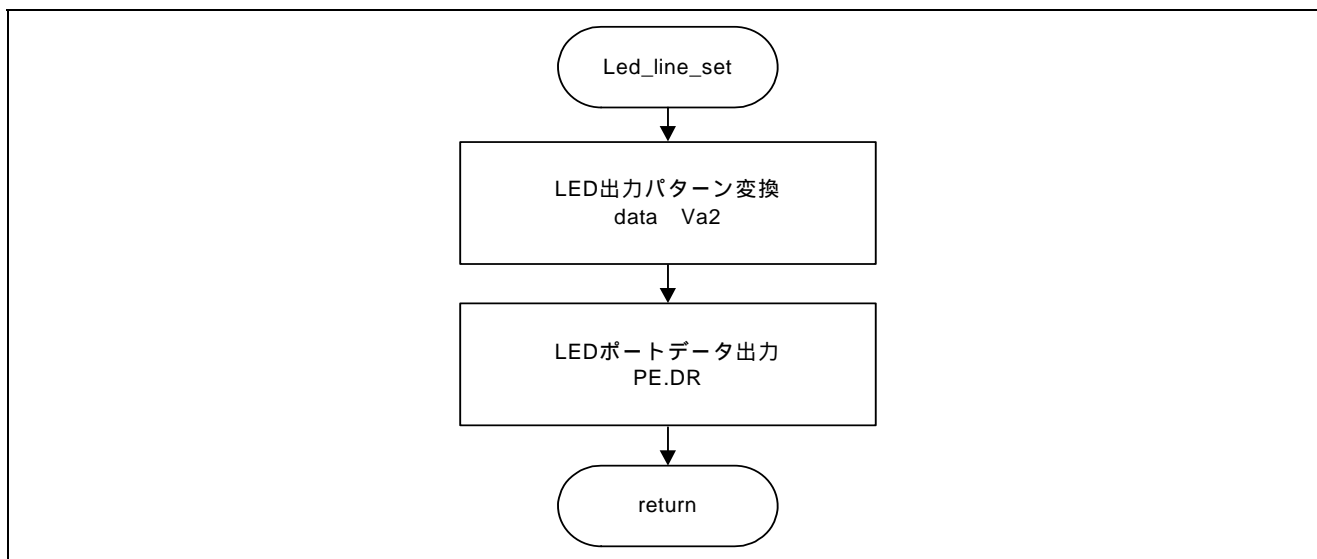 Led_line_set
LED出力パターン変換
data Va2
LEDポートデータ出力
PE.DR
return